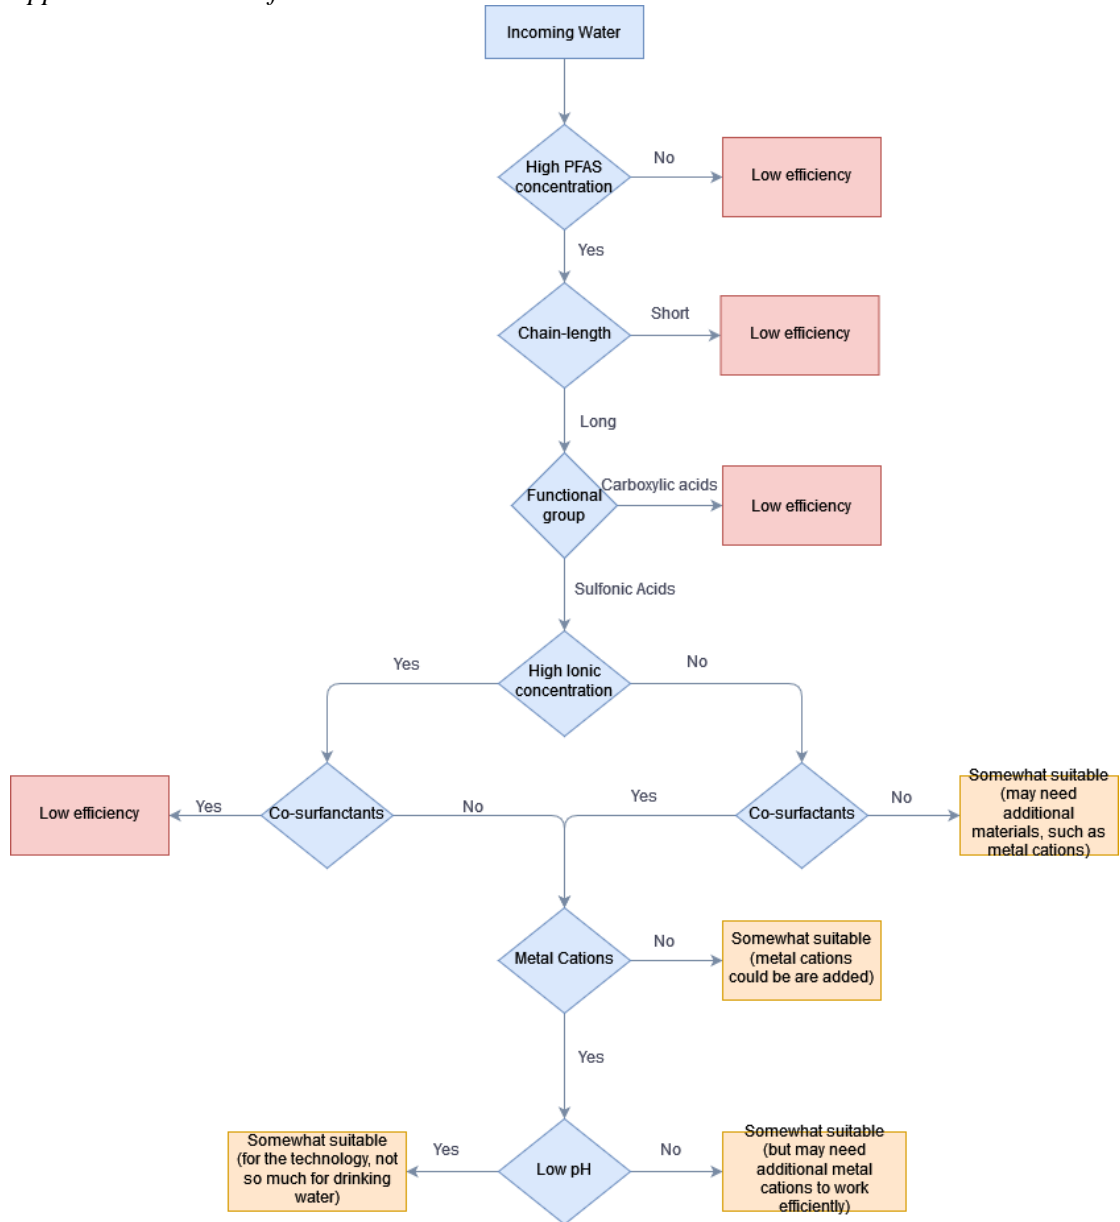 Incoming Water
High PFAS
concentration
No
Low efficiency
Yes
Chain-length
Short
Low efficiency
Long
Functional
group
Carboxylic acids
Low efficiency
Sulfonic Acids
High Ionic
concentration
Yes
No
Low efficiency
Yes
Co-surfanctants
No
Yes
Co-surfactants
No
Somewhat suitable
(may need
additional
materials, such as
metal cations)
Metal Cations
No
Somewhat suitable
(metal cations
could be are added)
Yes
Somewhat suitable
(for the technology, not
so much for drinking
water)
Yes
Low pH
No
Somewhat suitable
(but may need
additional metal
cations to work
efficiently)